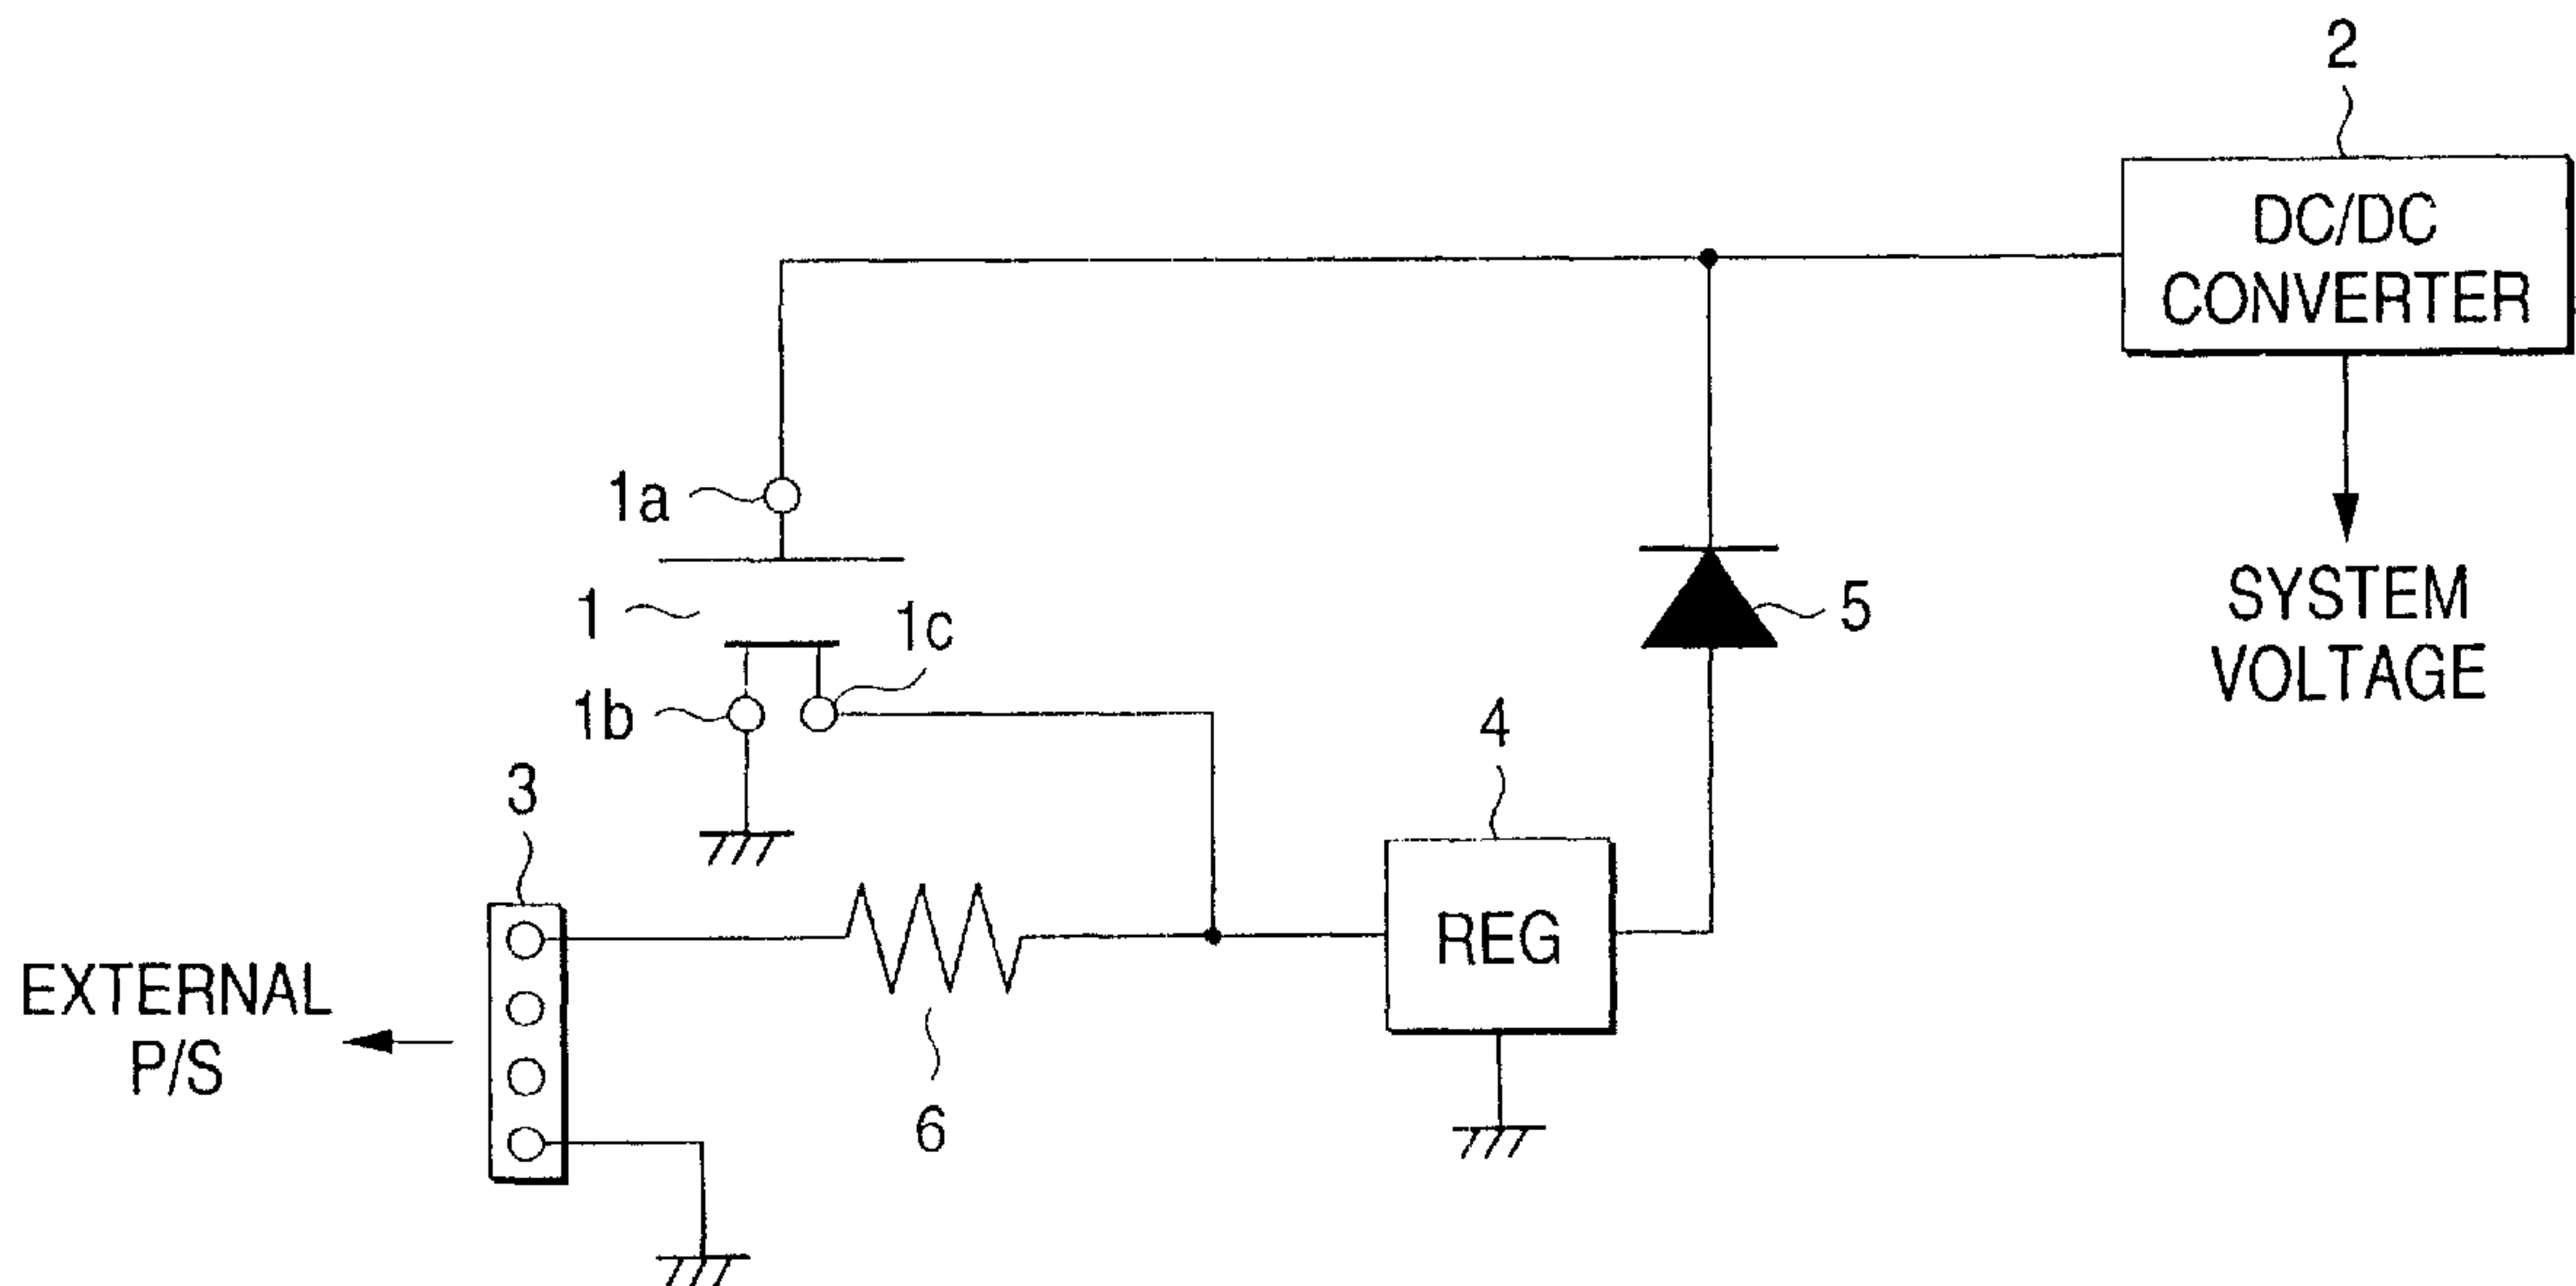 2
DC/DC
CONVERTER
1a
1
1c
5
SYSTEM
VOLTAGE
1b
4
3
REG
EXTERNAL
P/S
6